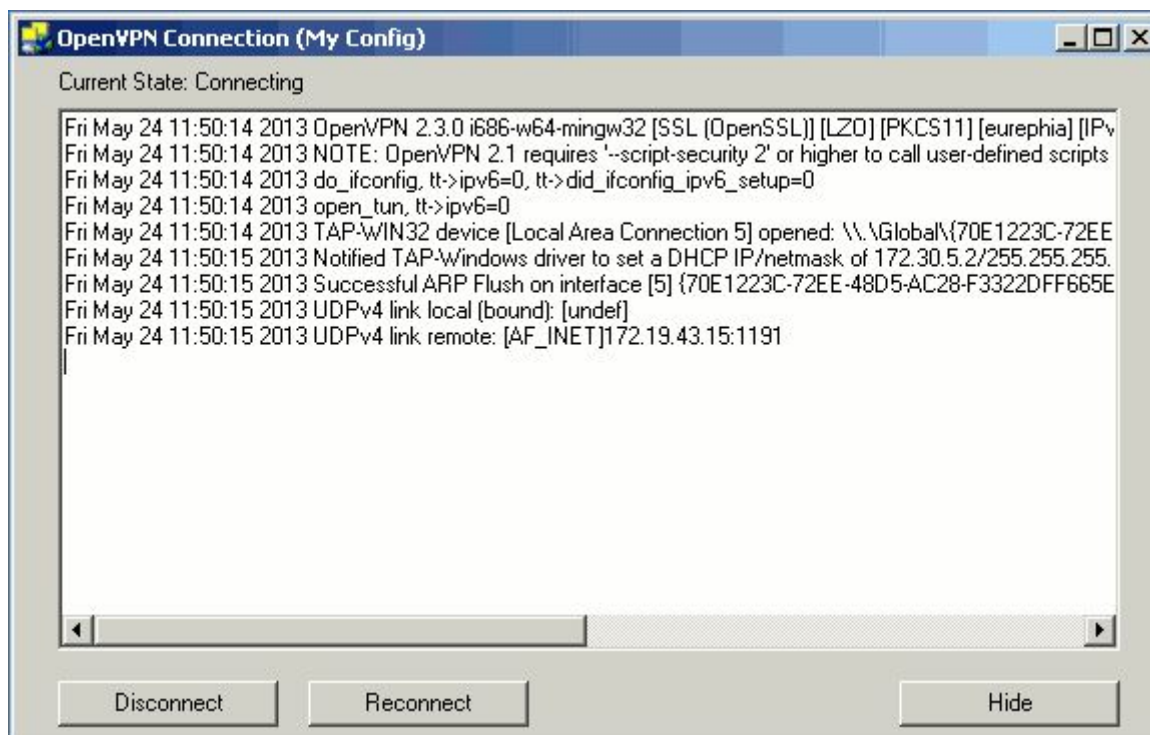 OpenVPN Connection (My Config)
Current State: Connecting
Fri May 24 11:50:14 2013 OpenVPN 2.3.0 i686-w64-mingw32 [SSL (OpenSSL)] [LZO] [PKCS11] [eurephia] [IPv
Fri May 24 11:50:14 2013 NOTE: OpenVPN 2.1 requires '--script-security 2' or higher to call user-defined scripts
Fri May 24 11:50:14 2013 do_ifconfig, tt->ipv6=0, tt->did_ifconfig_ipv6_setup=0
Fri May 24 11:50:14 2013 open_tun, tt->ipv6=0
Fri May 24 11:50:14 2013 TAP-WIN32 device [Local Area Connection 5] opened: \\.\Global\{70E1223C-72EE
Fri May 24 11:50:15 2013 Notified TAP-Windows driver to set a DHCP IP/netmask of 172.30.5.2/255.255.255.
Fri May 24 11:50:15 2013 Successful ARP Flush on interface [5] {70E1223C-72EE-48D5-AC28-F3322DFF665E
Fri May 24 11:50:15 2013 UDPv4 link local (bound): [undef]
Fri May 24 11:50:15 2013 UDPv4 link remote: [AF_INET]172.19.43.15:1191
Disconnect Reconnect Hide